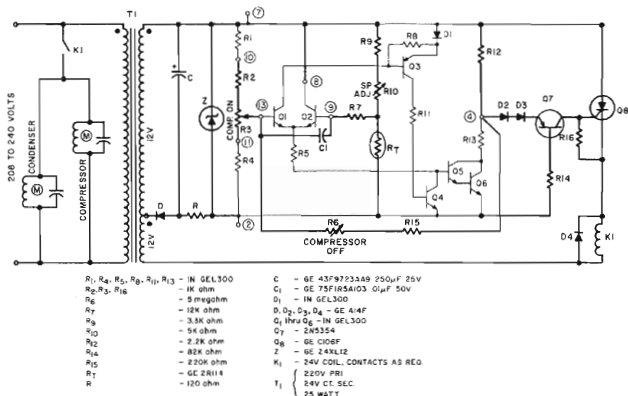 T1
7
K1
R1
10
R2
COMP. ON
R3
11
R4
2
+
C
Z
D
R
12V
12V
208 TO 240 VOLTS
CONDENSER
M
COMPRESSOR
M
8
13
Q1
Q2
9
C1
R5
R7
R9
SP ADJ
R10
RT
R8
D1
Q3
R11
Q4
Q5
Q6
R12
4
R13
D2
D3
Q7
R14
R16
Q8
D4
K1
R6
COMPRESSOR OFF
R15
R1, R4, R5, R8, R11, R13 - IN GEL300
R2, R3, R16 - 1K ohm
R6 - 5 megohm
R7 - 12K ohm
R9 - 3.3K ohm
R10 - 5K ohm
R12 - 2.2K ohm
R14 - 82K ohm
R15 - 220K ohm
RT - GE 2R114
R - 120 ohm
C - GE 43F9723AA9 250µF 25V
C1 - GE 75F1R5A103 .01µF 50V
D1 - IN GEL300
D, D2, D3, D4 - GE A14F
Q1 thru Q6 - IN GEL300
Q7 - 2N5354
Q8 - GE C106F
Z - GE Z4XL12
K1 - 24V COIL, CONTACTS AS REQ.
T1 { 220V PRI
24V CT. SEC.
25 WATT